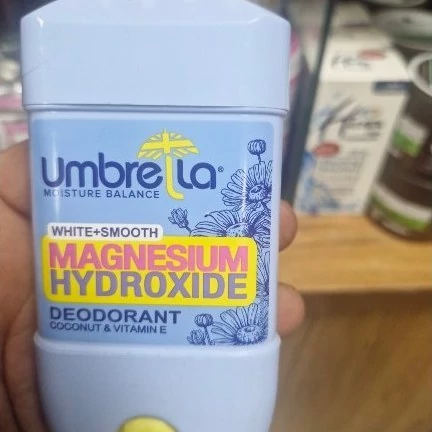 Umbrella®
MOISTURE BALANCE
WHITE+SMOOTH
MAGNESIUM
HYDROXIDE
DEODORANT
COCONUT & VITAMIN E